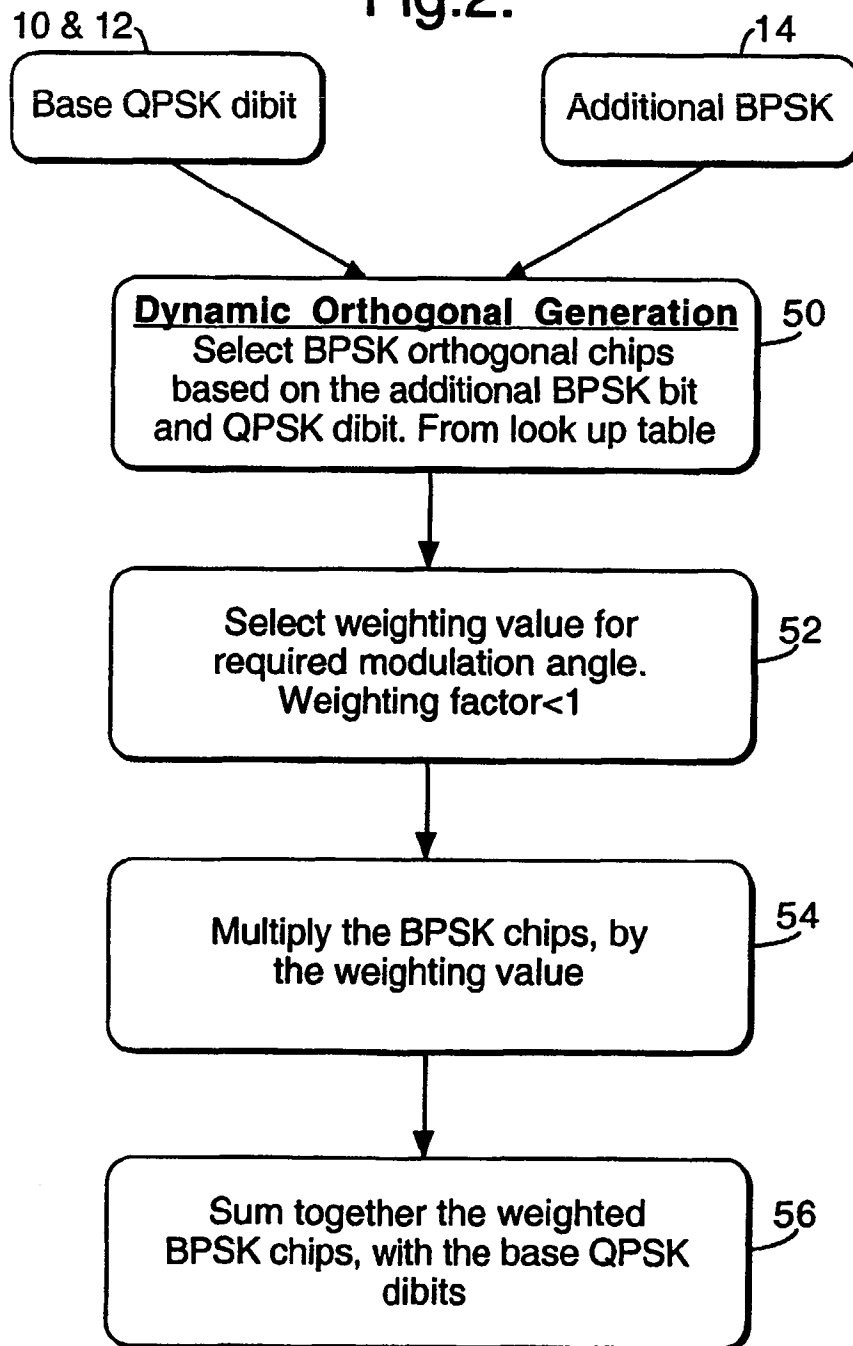 Fig.2.
10 & 12
14
Base QPSK dibit
Additional BPSK
Dynamic Orthogonal Generation
50
Select BPSK orthogonal chips
based on the additional BPSK bit
and QPSK dibit. From look up table
Select weighting value for
required modulation angle.
Weighting factor<1
52
Multiply the BPSK chips, by
the weighting value
54
Sum together the weighted
BPSK chips, with the base QPSK
dibits
56